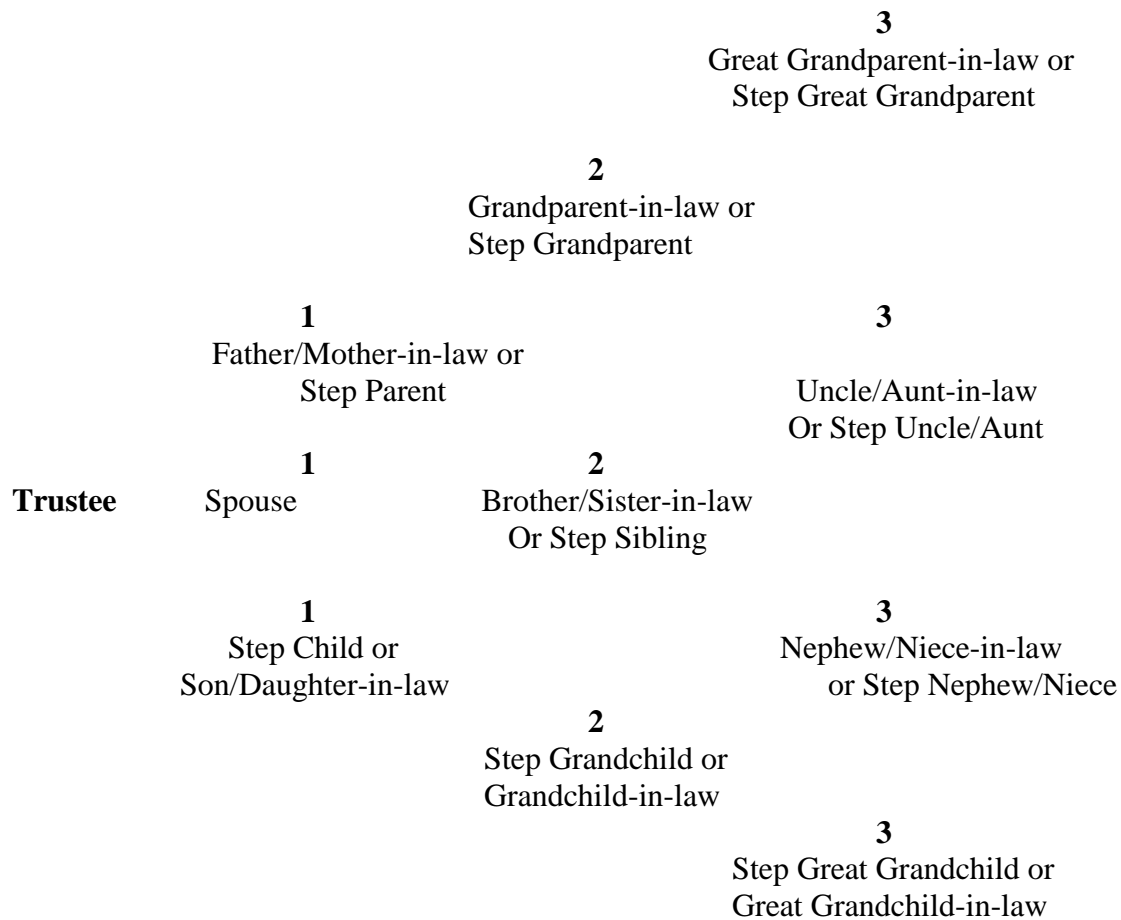 3
Great Grandparent-in-law or
Step Great Grandparent
2
Grandparent-in-law or
Step Grandparent
1 3
Father/Mother-in-law or
Step Parent Uncle/Aunt-in-law
Or Step Uncle/Aunt
1 2
Trustee Spouse Brother/Sister-in-law
Or Step Sibling
1 3
Step Child or Nephew/Niece-in-law
Son/Daughter-in-law or Step Nephew/Niece
2
Step Grandchild or
Grandchild-in-law
3
Step Great Grandchild or
Great Grandchild-in-law